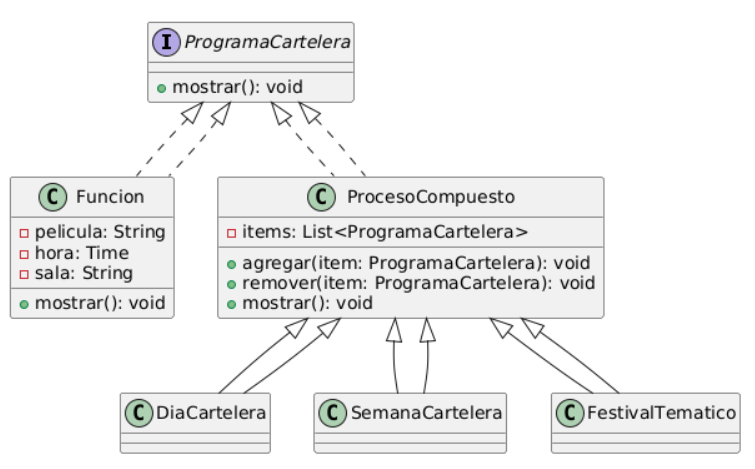 I ProgramaCartelera
mostrar(): void
C Funcion
pelicula: String
hora: Time
sala: String
mostrar(): void
C ProcesoCompuesto
items: List<ProgramaCartelera>
agregar(item: ProgramaCartelera): void
remover(item: ProgramaCartelera): void
mostrar(): void
C DiaCartelera
C SemanaCartelera
C FestivalTematico